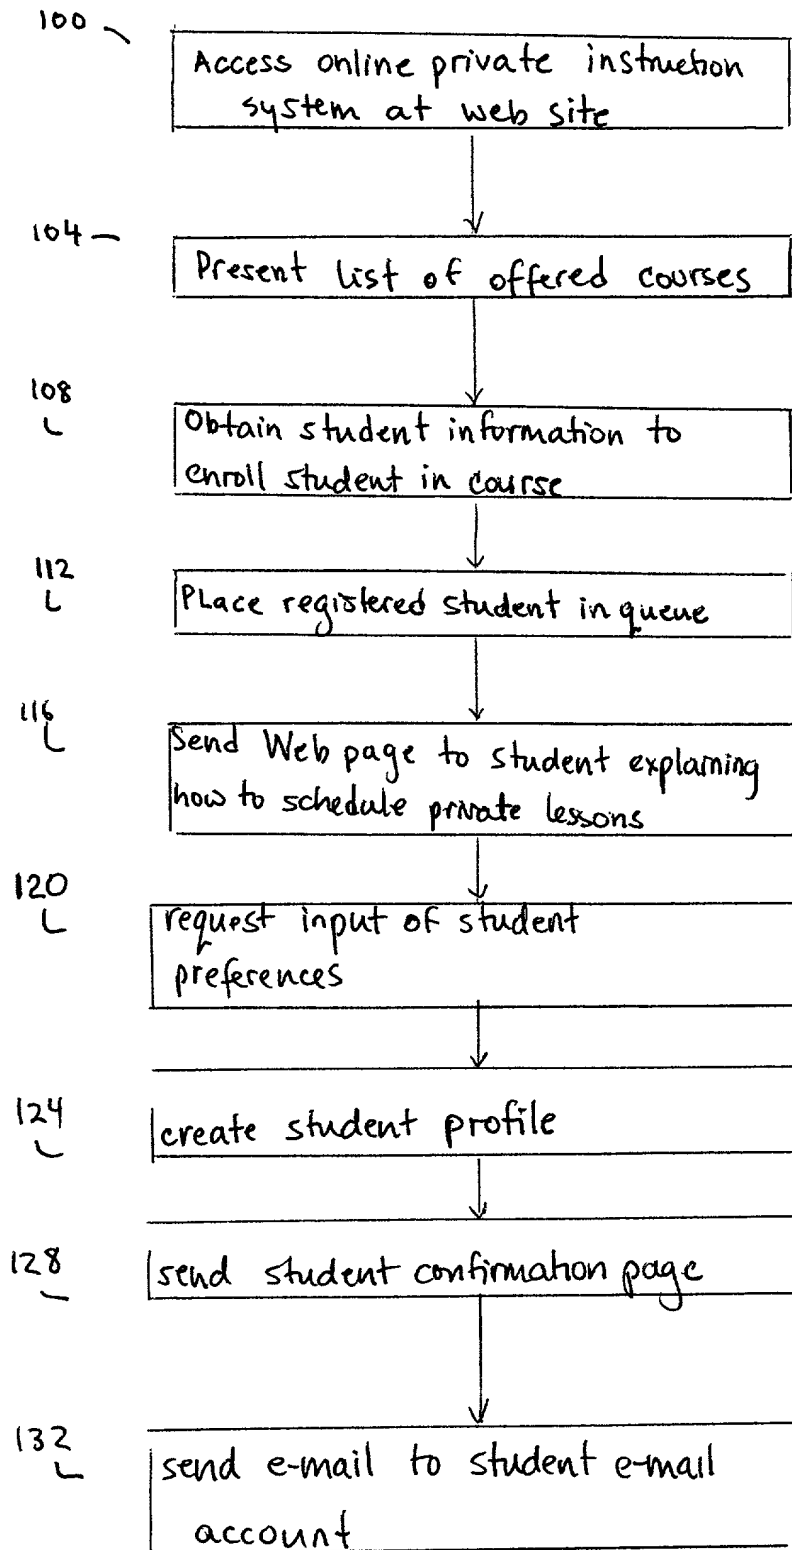 100
Access online private instruction
system at web site
104
Present list of offered courses
108
Obtain student information to
enroll student in course
112
Place registered student in queue
116
Send Web page to student explaining
how to schedule private lessons
120
request input of student
preferences
124
create student profile
128
send student confirmation page
132
send e-mail to student e-mail
account